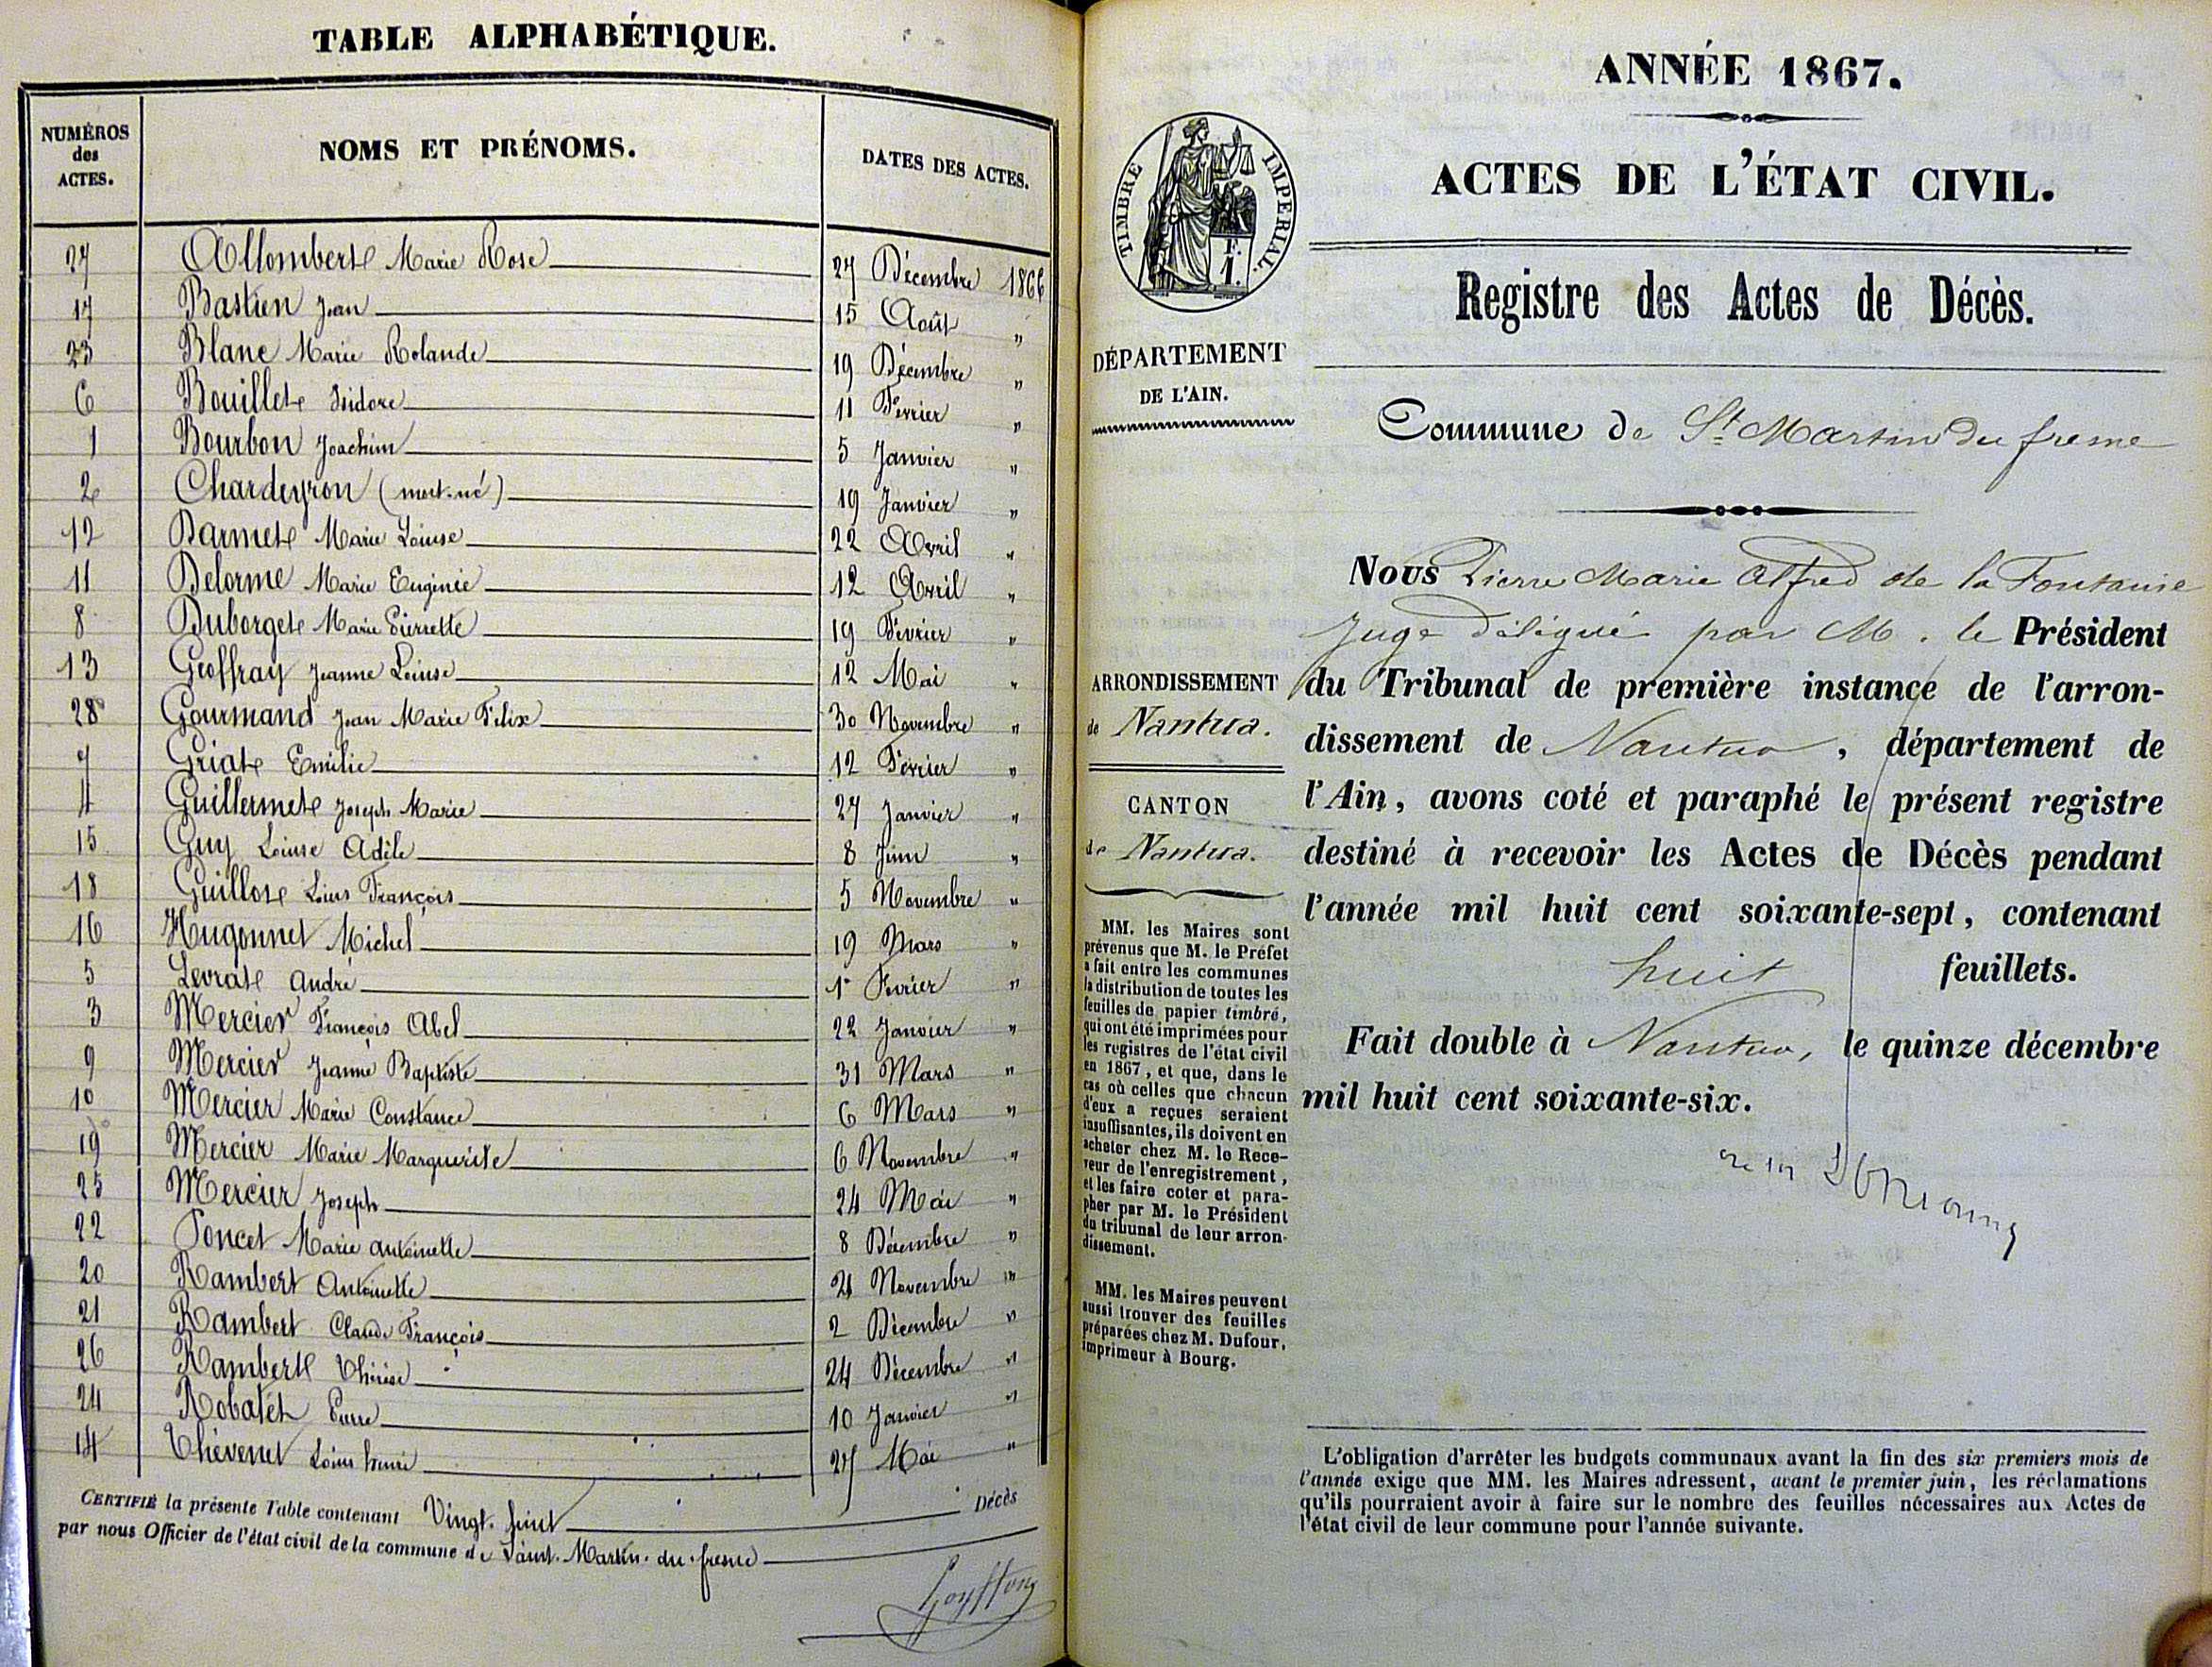 TABLE ALPHABÉTIQUE.
NUMÉROS des ACTES. NOMS ET PRÉNOMS. DATES DES ACTES.
27 Allombert Marie Rose 27 Décembre 1866
17 Bastien Jean 15 Août "
23 Blanc Marie Rolande 19 Décembre "
6 Bouillet Isidore 11 Février "
1 Bourbon Joachim 5 Janvier "
2 Chardeyron (mort-né) 19 Janvier "
12 Darmet Marie Louise 22 Avril "
11 Delorme Marie Eugénie 12 Avril "
8 Duborget Marie Pierrette 19 Février "
13 Geoffray Jeanne Louise 12 Mai "
28 Gourmand Jean Marie Félix 30 Novembre "
7 Griat Emilie 12 Février "
4 Guillermet Joseph Marie 27 Janvier "
15 Guy Louise Adèle 8 Juin "
18 Guillot Louis François 5 Novembre "
16 Hugonnet Michel 19 Mars "
5 Levrat André 1er Février "
3 Mercier François Abel 22 Janvier "
9 Mercier Jeanne Baptiste 31 Mars "
10 Mercier Marie Constance 6 Mars "
19 Mercier Marie Marguerite 6 Novembre "
25 Mercier Joseph 24 Mai "
22 Poncet Marie antoinette 8 Décembre "
20 Rambert Antoinette 21 Novembre "
21 Rambert Claude François 2 Décembre "
26 Rambert Thérèse 24 Décembre "
24 Robatet Pierre 10 Janvier "
14 Thévenet Louis henri 27 Mai "
CERTIFIÉ la présente Table contenant Vingt-huit Décès
par nous Officier de l'état civil de la commune de Saint-Martin-du-fresne
ANNÉE 1867.
ACTES DE L'ÉTAT CIVIL.
TIMBRE IMPERIAL.
F.
1.
Registre des Actes de Décès.
DÉPARTEMENT
DE L'AIN.
Commune de St Martin du fresne
Nous Pierre Marie Alfred de la Fontaine
Juge délégué par M. le Président
du Tribunal de première instance de l'arron-
dissement de Nantua, département de
l'Ain, avons coté et paraphé le présent registre
destiné à recevoir les Actes de Décès pendant
l'année mil huit cent soixante-sept, contenant
huit feuillets.
Fait double à Nantua, le quinze décembre
mil huit cent soixante-six.
ARRONDISSEMENT
de Nantua.
CANTON
de Nantua.
MM. les Maires sont
prévenus que M. le Préfet
a fait entre les communes
la distribution de toutes les
feuilles de papier timbré,
qui ont été imprimées pour
les registres de l'état civil
en 1867, et que, dans le
cas où celles que chacun
d'eux a reçues seraient
insuffisantes, ils doivent en
acheter chez M. le Rece-
veur de l'enregistrement,
et les faire coter et para-
pher par M. le Président
du tribunal de leur arron-
dissement.
MM. les Maires peuvent
aussi trouver des feuilles
préparées chez M. Dufour,
imprimeur à Bourg.
L'obligation d'arrêter les budgets communaux avant la fin des six premiers mois de
l'année exige que MM. les Maires adressent, avant le premier juin, les réclamations
qu'ils pourraient avoir à faire sur le nombre des feuilles nécessaires aux Actes de
l'état civil de leur commune pour l'année suivante.